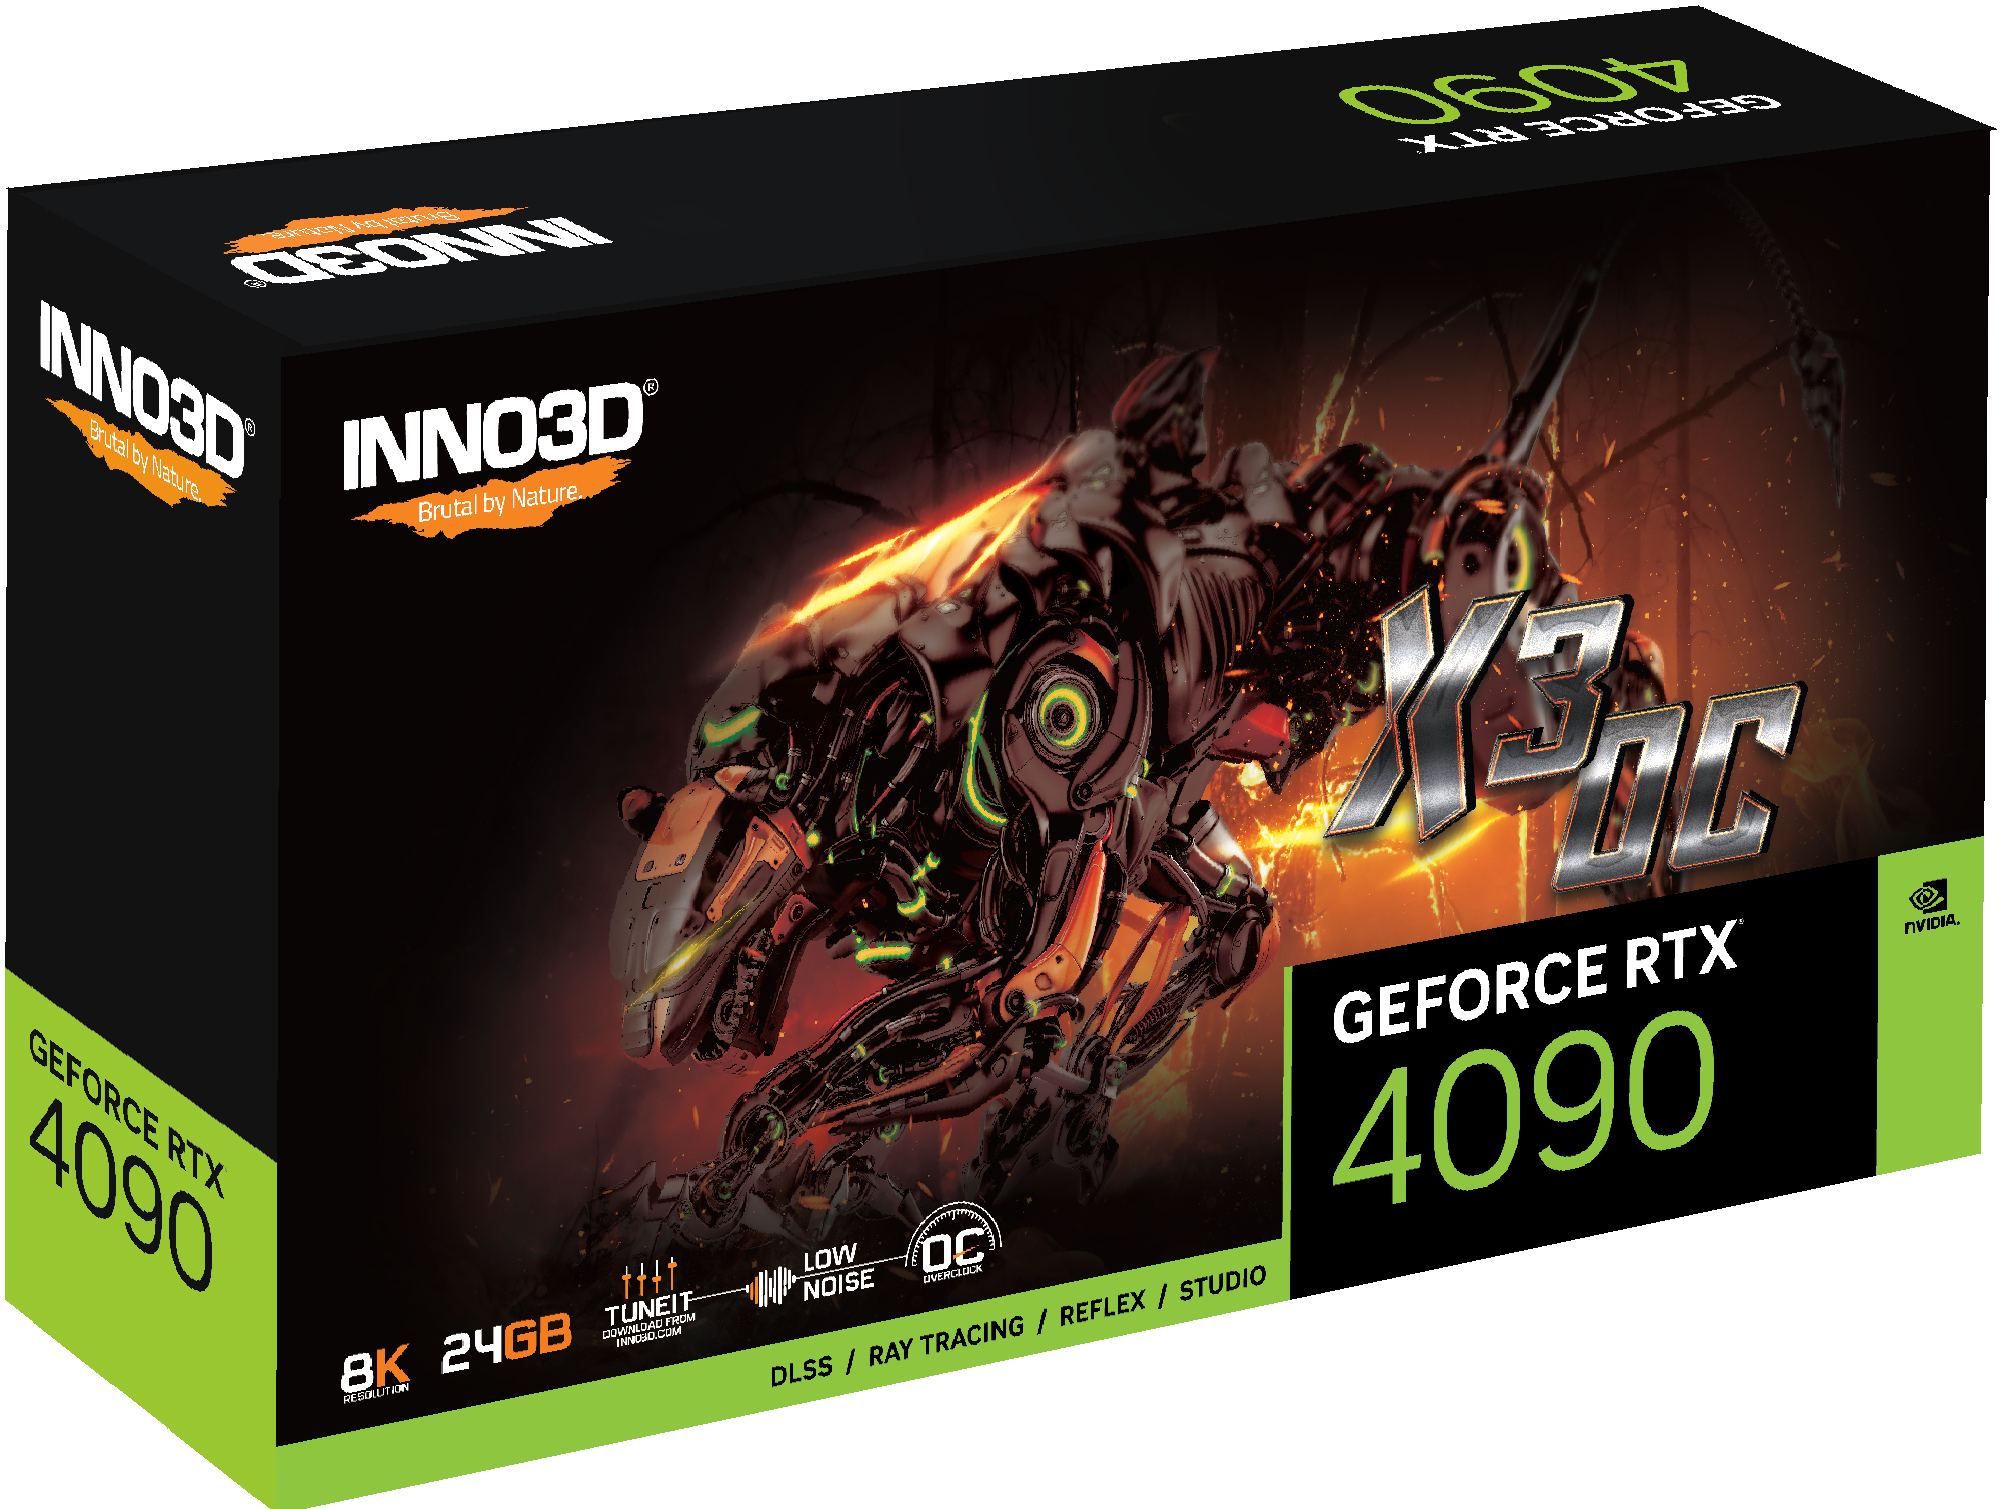 4090
GEFORCE RTX
Brutal by Nature.
INNO3D®
INNO3D®
Brutal by Nature.
GEFORCE RTX
4090
INNO3D®
Brutal by Nature.
X3
OC
NVIDIA.
GEFORCE RTX
4090
8K
RESOLUTION
24GB
TUNEIT
DOWNLOAD FROM
INNO3D.COM
LOW
NOISE
OC
OVERCLOCK
DLSS / RAY TRACING / REFLEX / STUDIO